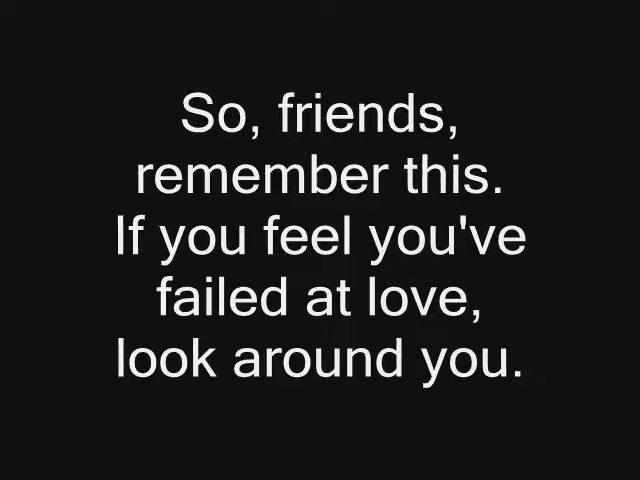 So, friends,
remember this.
If you feel you've
failed at love,
look around you.